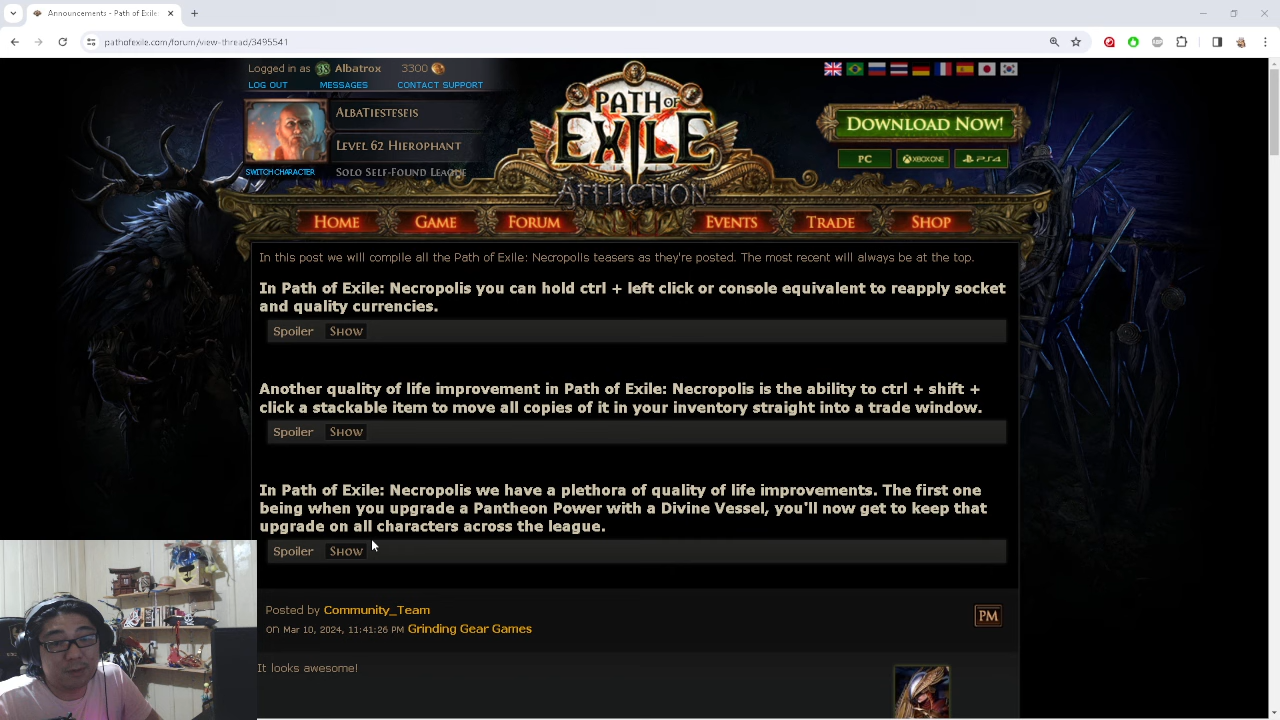 Announcements - Path of Exile
pathofexile.com/forum/view-thread/3495541
Logged in as Albatrox 3300
LOG OUT MESSAGES CONTACT SUPPORT
AlbaTiesteseis
Level 62 Hierophant
SWITCH CHARACTER Solo Self-Found League
PATH OF EXILE
AFFLICTION
Download Now!
PC XBOX ONE PS4
Home Game Forum Events Trade Shop
In this post we will compile all the Path of Exile: Necropolis teasers as they're posted. The most recent will always be at the top.
In Path of Exile: Necropolis you can hold ctrl + left click or console equivalent to reapply socket
and quality currencies.
Spoiler Show
Another quality of life improvement in Path of Exile: Necropolis is the ability to ctrl + shift +
click a stackable item to move all copies of it in your inventory straight into a trade window.
Spoiler Show
In Path of Exile: Necropolis we have a plethora of quality of life improvements. The first one
being when you upgrade a Pantheon Power with a Divine Vessel, you'll now get to keep that
upgrade on all characters across the league.
Spoiler Show
Posted by Community_Team
on Mar 10, 2024, 11:41:26 PM Grinding Gear Games
PM
It looks awesome!